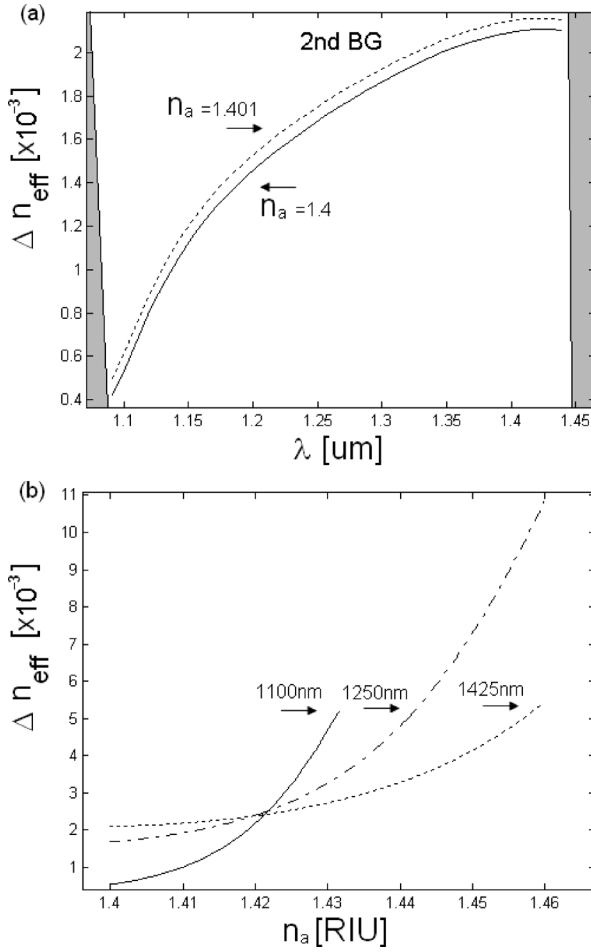 (a)
2nd BG
n_a =1.401
n_a =1.4
Δ n_eff [x10^-3]
2
1.8
1.6
1.4
1.2
1
0.8
0.6
0.4
1.1
1.15
1.2
1.25
1.3
1.35
1.4
1.45
λ [um]
(b)
Δ n_eff [x10^-3]
11
10
9
8
7
6
5
4
3
2
1
1100nm
1250nm
1425nm
1.4
1.41
1.42
1.43
1.44
1.45
1.46
n_a [RIU]